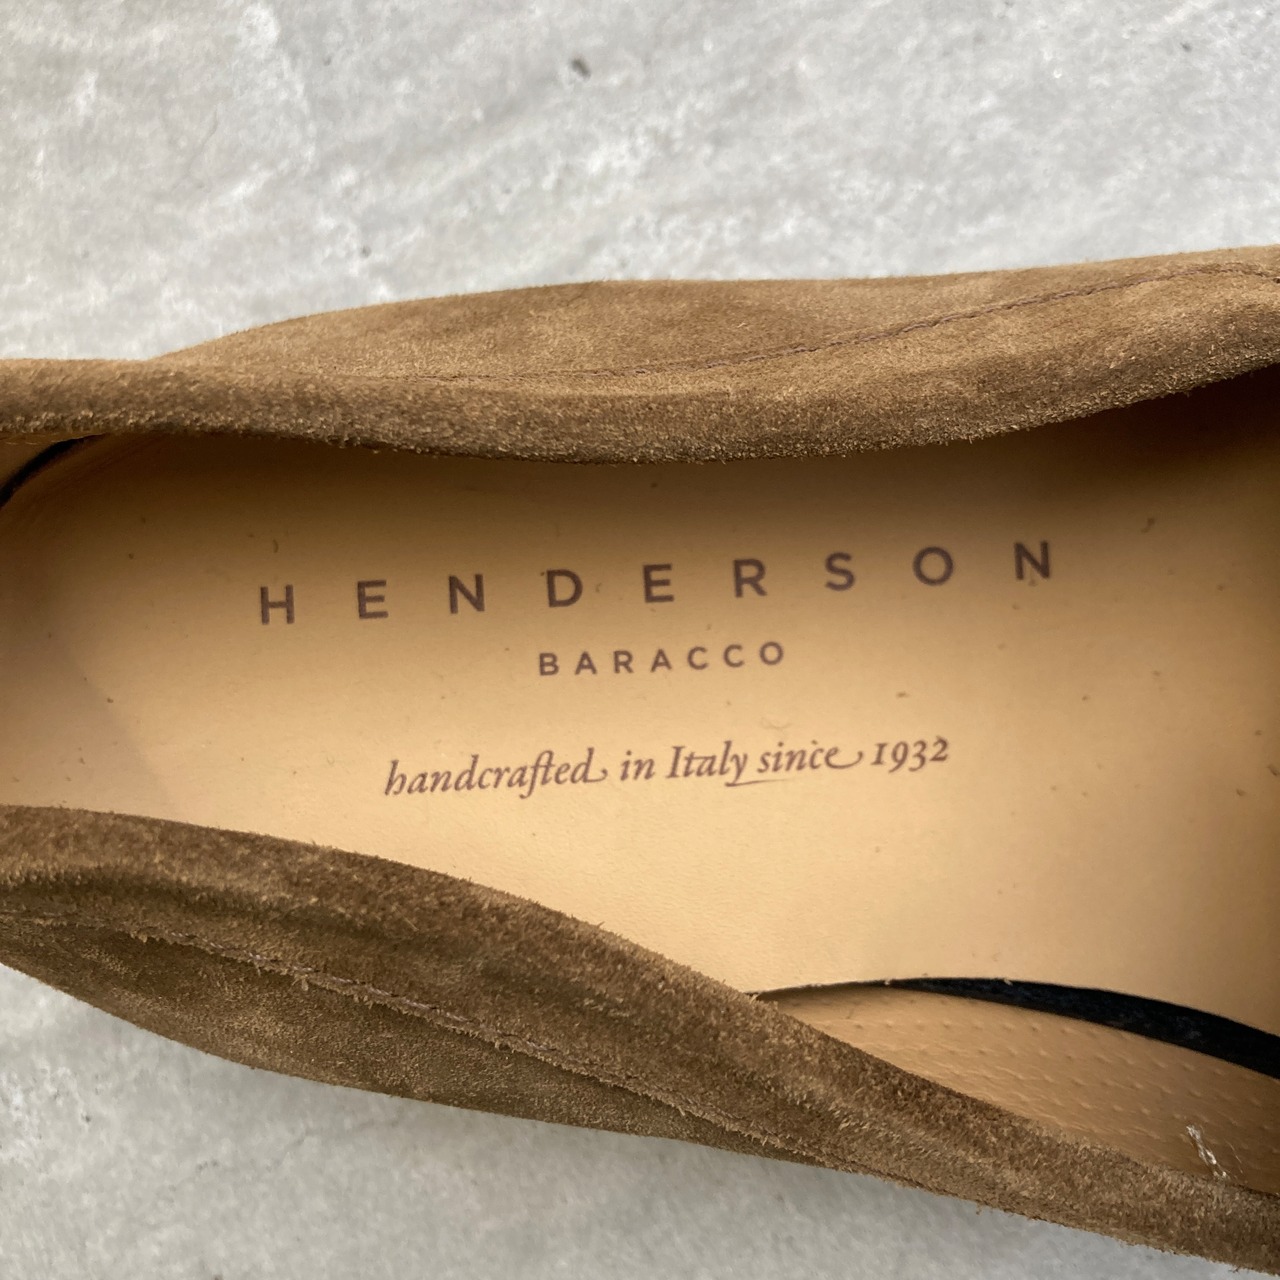 HENDERSON
BARACCO
handcrafted in Italy since 1932